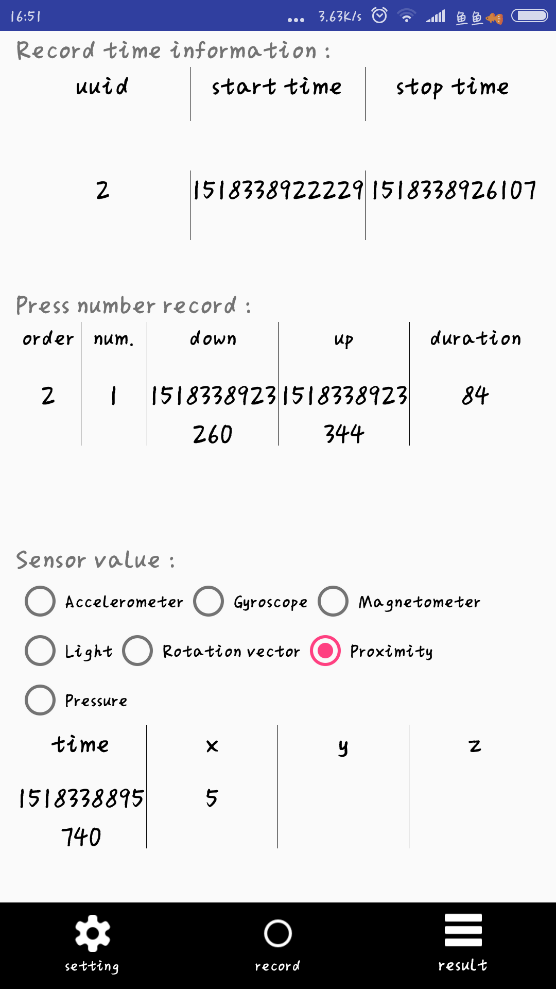 16:51 ... 3.63K/s 鱼鱼
Record time information :
uuid start time stop time
2 1518338922229 1518338926107
Press number record :
order num. down up duration
2 1 1518338923 1518338923 84
260 344
Sensor value :
Accelerometer Gyroscope Magnetometer
Light Rotation vector Proximity
Pressure
time x y z
1518338895 5
740
setting record result